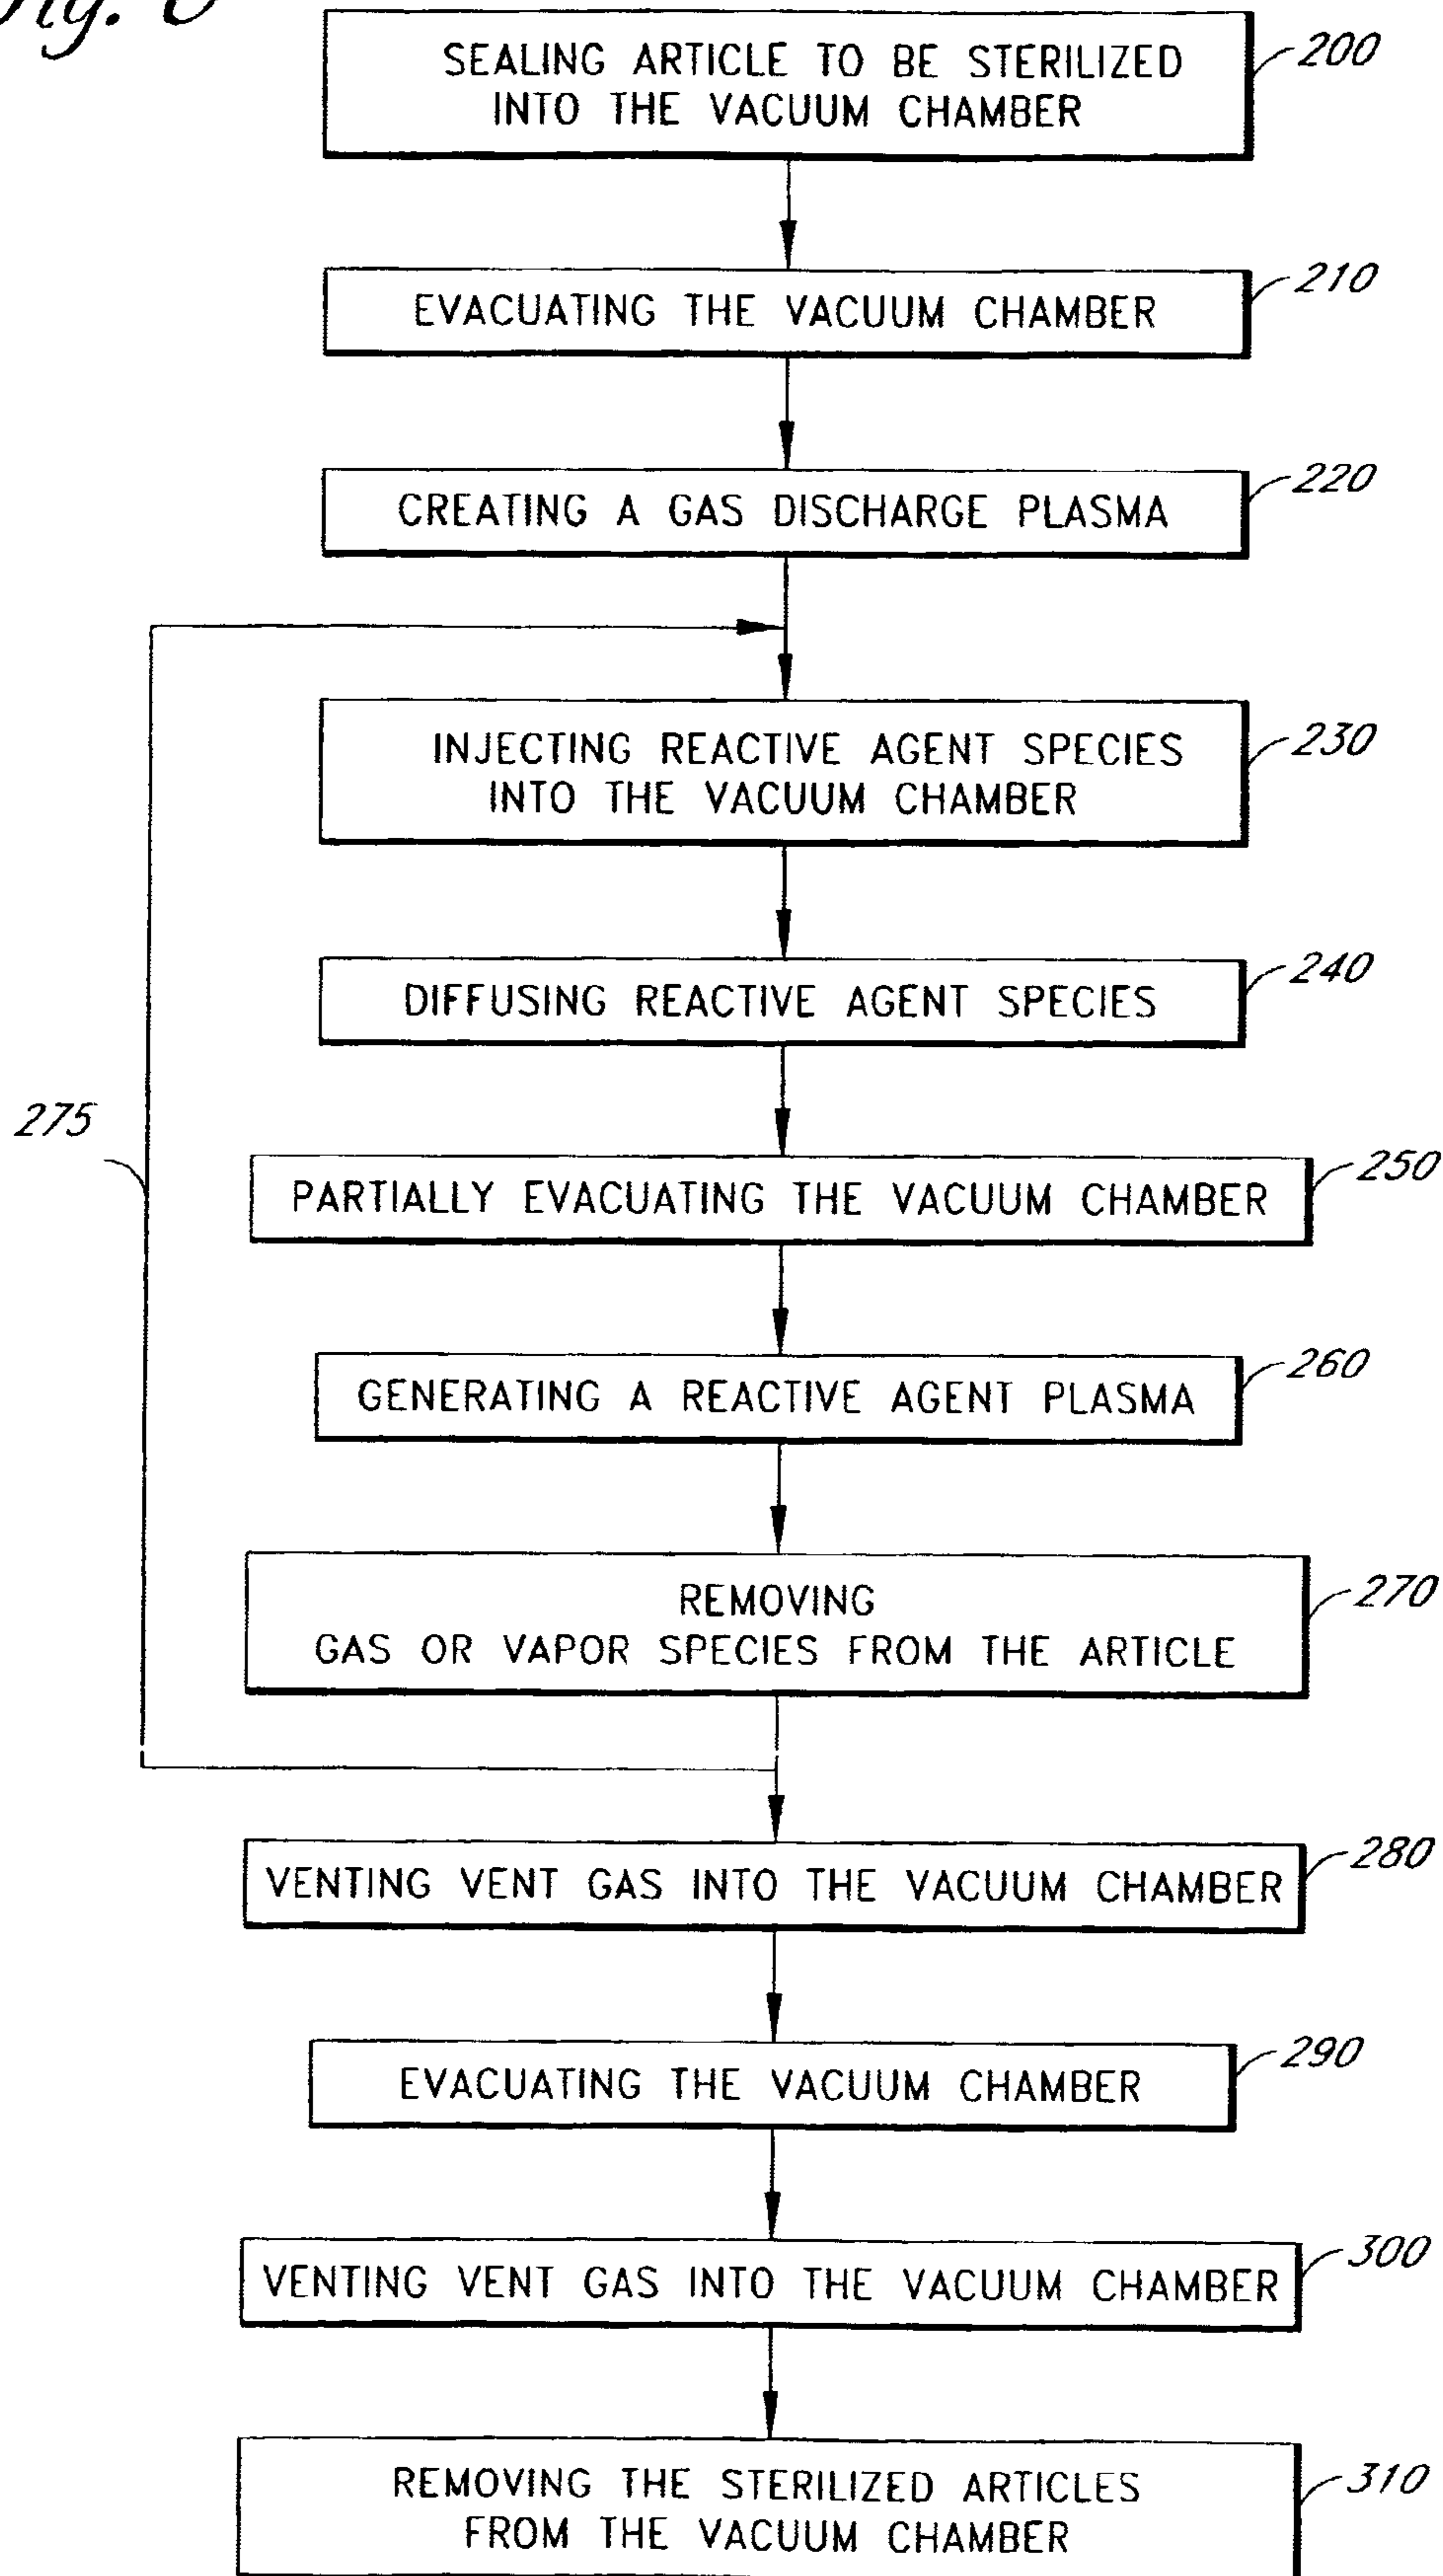 SEALING ARTICLE TO BE STERILIZED
INTO THE VACUUM CHAMBER
200
EVACUATING THE VACUUM CHAMBER
210
CREATING A GAS DISCHARGE PLASMA
220
INJECTING REACTIVE AGENT SPECIES
INTO THE VACUUM CHAMBER
230
DIFFUSING REACTIVE AGENT SPECIES
240
275
PARTIALLY EVACUATING THE VACUUM CHAMBER
250
GENERATING A REACTIVE AGENT PLASMA
260
REMOVING
GAS OR VAPOR SPECIES FROM THE ARTICLE
270
VENTING VENT GAS INTO THE VACUUM CHAMBER
280
EVACUATING THE VACUUM CHAMBER
290
VENTING VENT GAS INTO THE VACUUM CHAMBER
300
REMOVING THE STERILIZED ARTICLES
FROM THE VACUUM CHAMBER
310